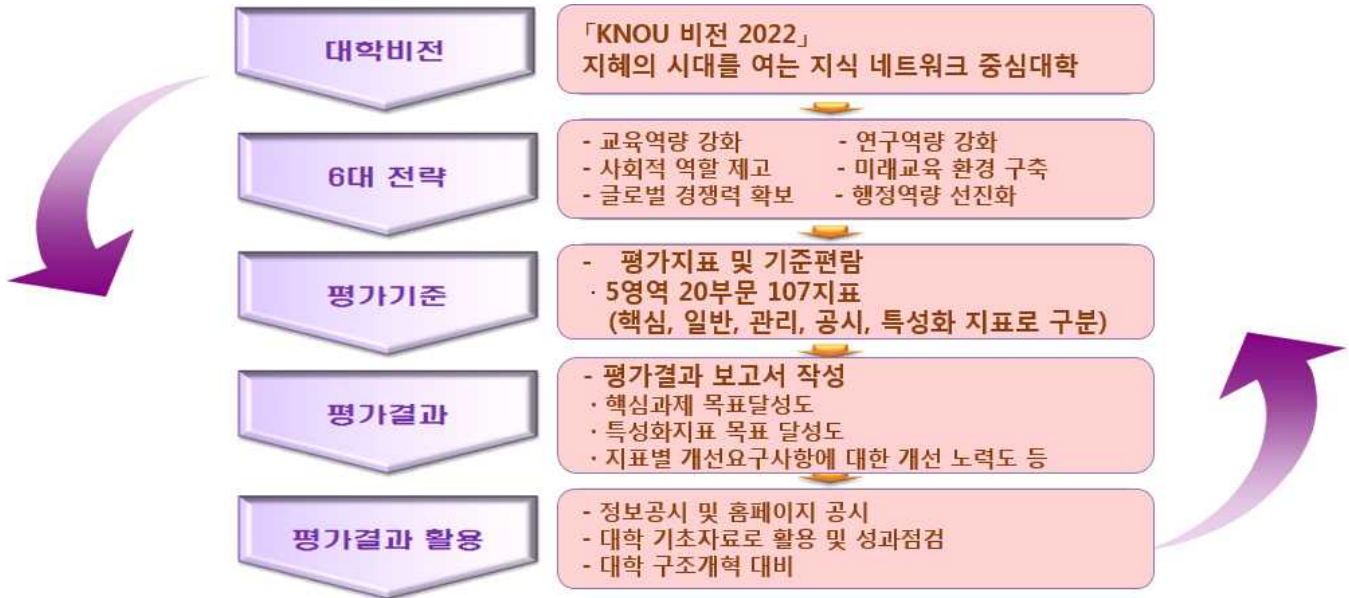 대학비전
「KNOU 비전 2022」
지혜의 시대를 여는 지식 네트워크 중심대학
6대 전략
- 교육역량 강화 - 연구역량 강화
- 사회적 역할 제고 - 미래교육 환경 구축
- 글로벌 경쟁력 확보 - 행정역량 선진화
평가기준
- 평가지표 및 기준편람
· 5영역 20부문 107지표
(핵심, 일반, 관리, 공시, 특성화 지표로 구분)
평가결과
- 평가결과 보고서 작성
· 핵심과제 목표달성도
· 특성화지표 목표 달성도
· 지표별 개선요구사항에 대한 개선 노력도 등
평가결과 활용
- 정보공시 및 홈페이지 공시
- 대학 기초자료로 활용 및 성과점검
- 대학 구조개혁 대비